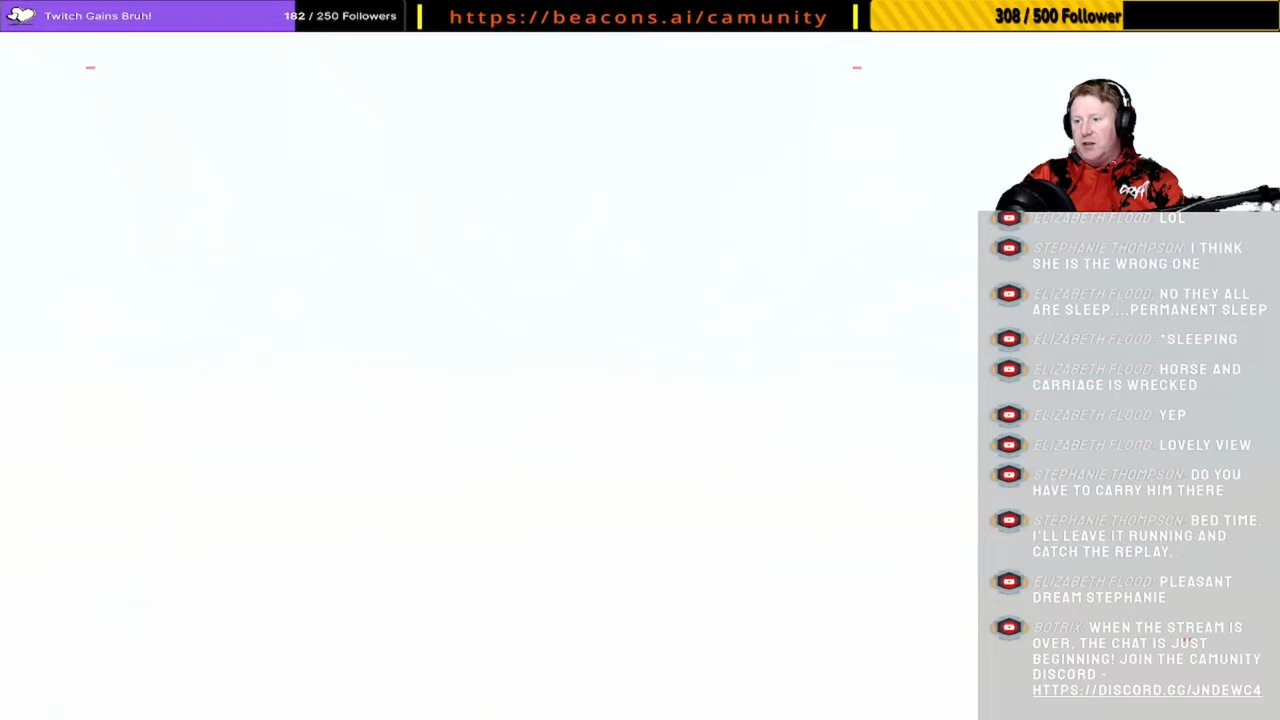 Twitch Gains Bruh!
182 / 250 Followers
https://beacons.ai/camunity
308 / 500 Follower
CRYA
ELIZABETH FLOOD: LOL
STEPHANIE THOMPSON: I THINK
SHE IS THE WRONG ONE
ELIZABETH FLOOD: NO THEY ALL
ARE SLEEP....PERMANENT SLEEP
ELIZABETH FLOOD: *SLEEPING
ELIZABETH FLOOD: HORSE AND
CARRIAGE IS WRECKED
ELIZABETH FLOOD: YEP
ELIZABETH FLOOD: LOVELY VIEW
STEPHANIE THOMPSON: DO YOU
HAVE TO CARRY HIM THERE
STEPHANIE THOMPSON: BED TIME.
I'LL LEAVE IT RUNNING AND
CATCH THE REPLAY.
ELIZABETH FLOOD: PLEASANT
DREAM STEPHANIE
BOTRIX: WHEN THE STREAM IS
OVER, THE CHAT IS JUST
BEGINNING! JOIN THE CAMUNITY
DISCORD -
HTTPS://DISCORD.GG/JNDEWC4